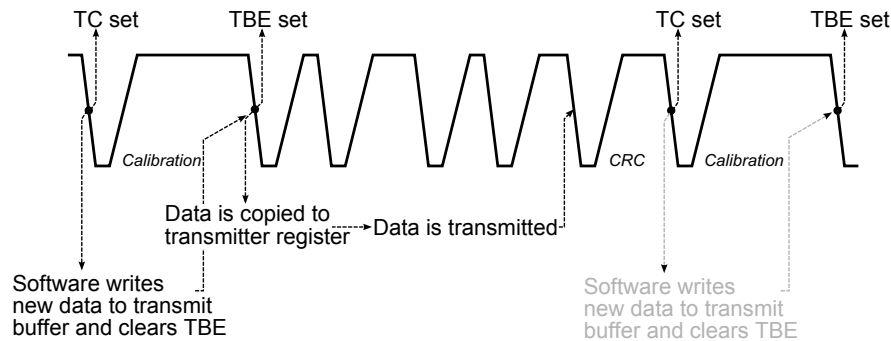 TC set
TBE set
TC set
TBE set
Calibration
CRC
Calibration
Data is copied to
transmitter register
Data is transmitted
Software writes
new data to transmit
buffer and clears TBE
Software writes
new data to transmit
buffer and clears TBE